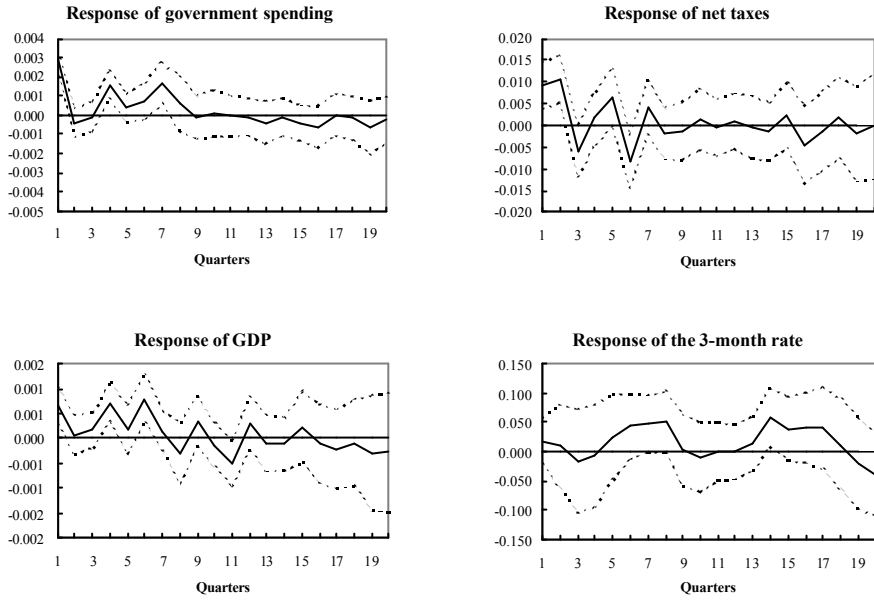 Response of government spending
0.004
0.003
0.002
0.001
0.000
-0.001
-0.002
-0.003
-0.004
-0.005
1 3 5 7 9 11 13 15 17 19
Quarters
Response of net taxes
0.020
0.015
0.010
0.005
0.000
-0.005
-0.010
-0.015
-0.020
1 3 5 7 9 11 13 15 17 19
Quarters
Response of GDP
0.002
0.001
0.001
0.000
-0.001
-0.001
-0.002
-0.002
1 3 5 7 9 11 13 15 17 19
Quarters
Response of the 3-month rate
0.150
0.100
0.050
0.000
-0.050
-0.100
-0.150
1 3 5 7 9 11 13 15 17 19
Quarters